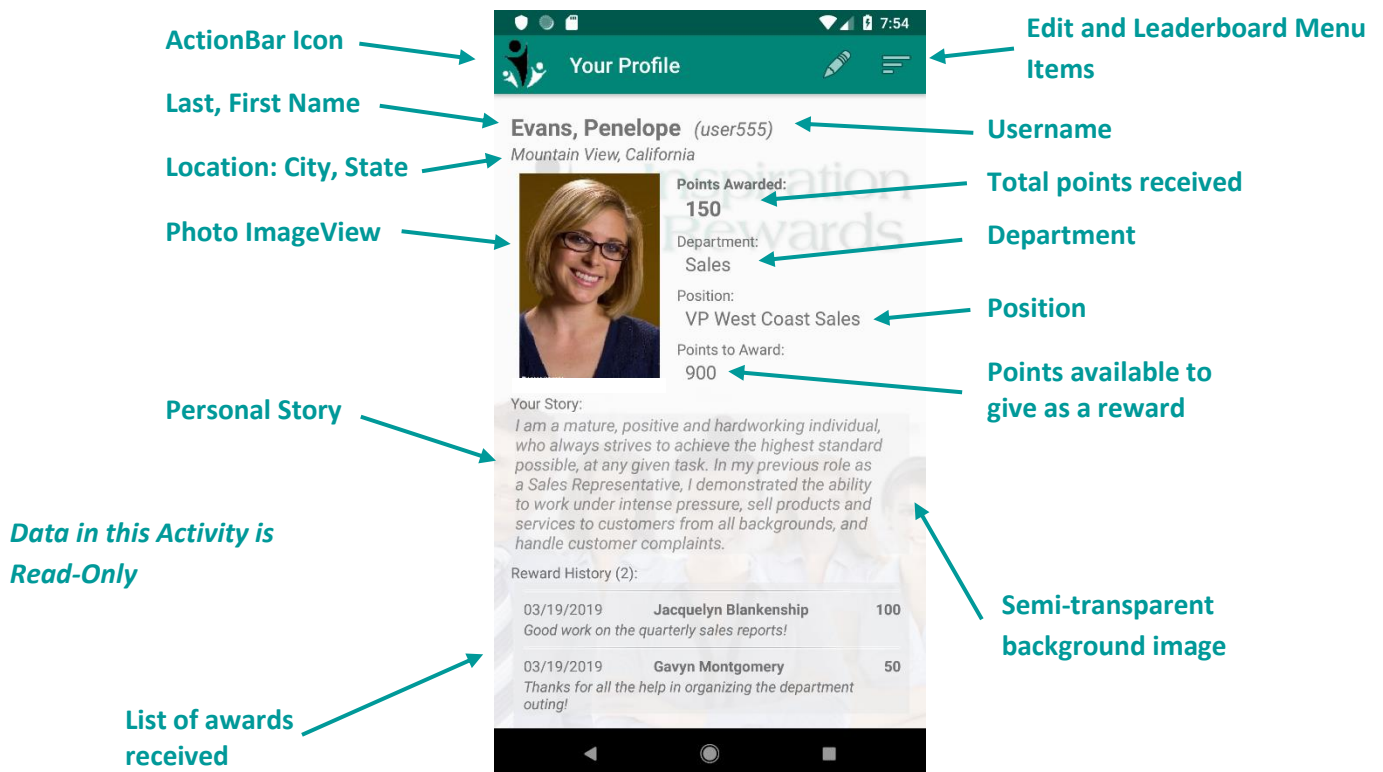 7:54
ActionBar Icon
Your Profile
Edit and Leaderboard Menu
Items
Last, First Name
Evans, Penelope (user555)
Username
Location: City, State
Mountain View, California
Inspiration
Rewards
Photo ImageView
Points Awarded:
150
Total points received
Department:
Sales
Department
Position:
VP West Coast Sales
Position
Points to Award:
900
Points available to
give as a reward
Personal Story
Your Story:
I am a mature, positive and hardworking individual,
who always strives to achieve the highest standard
possible, at any given task. In my previous role as
a Sales Representative, I demonstrated the ability
to work under intense pressure, sell products and
services to customers from all backgrounds, and
handle customer complaints.
Data in this Activity is
Read-Only
Semi-transparent
background image
Reward History (2):
03/19/2019 Jacquelyn Blankenship 100
Good work on the quarterly sales reports!
03/19/2019 Gavyn Montgomery 50
Thanks for all the help in organizing the department
outing!
List of awards
received